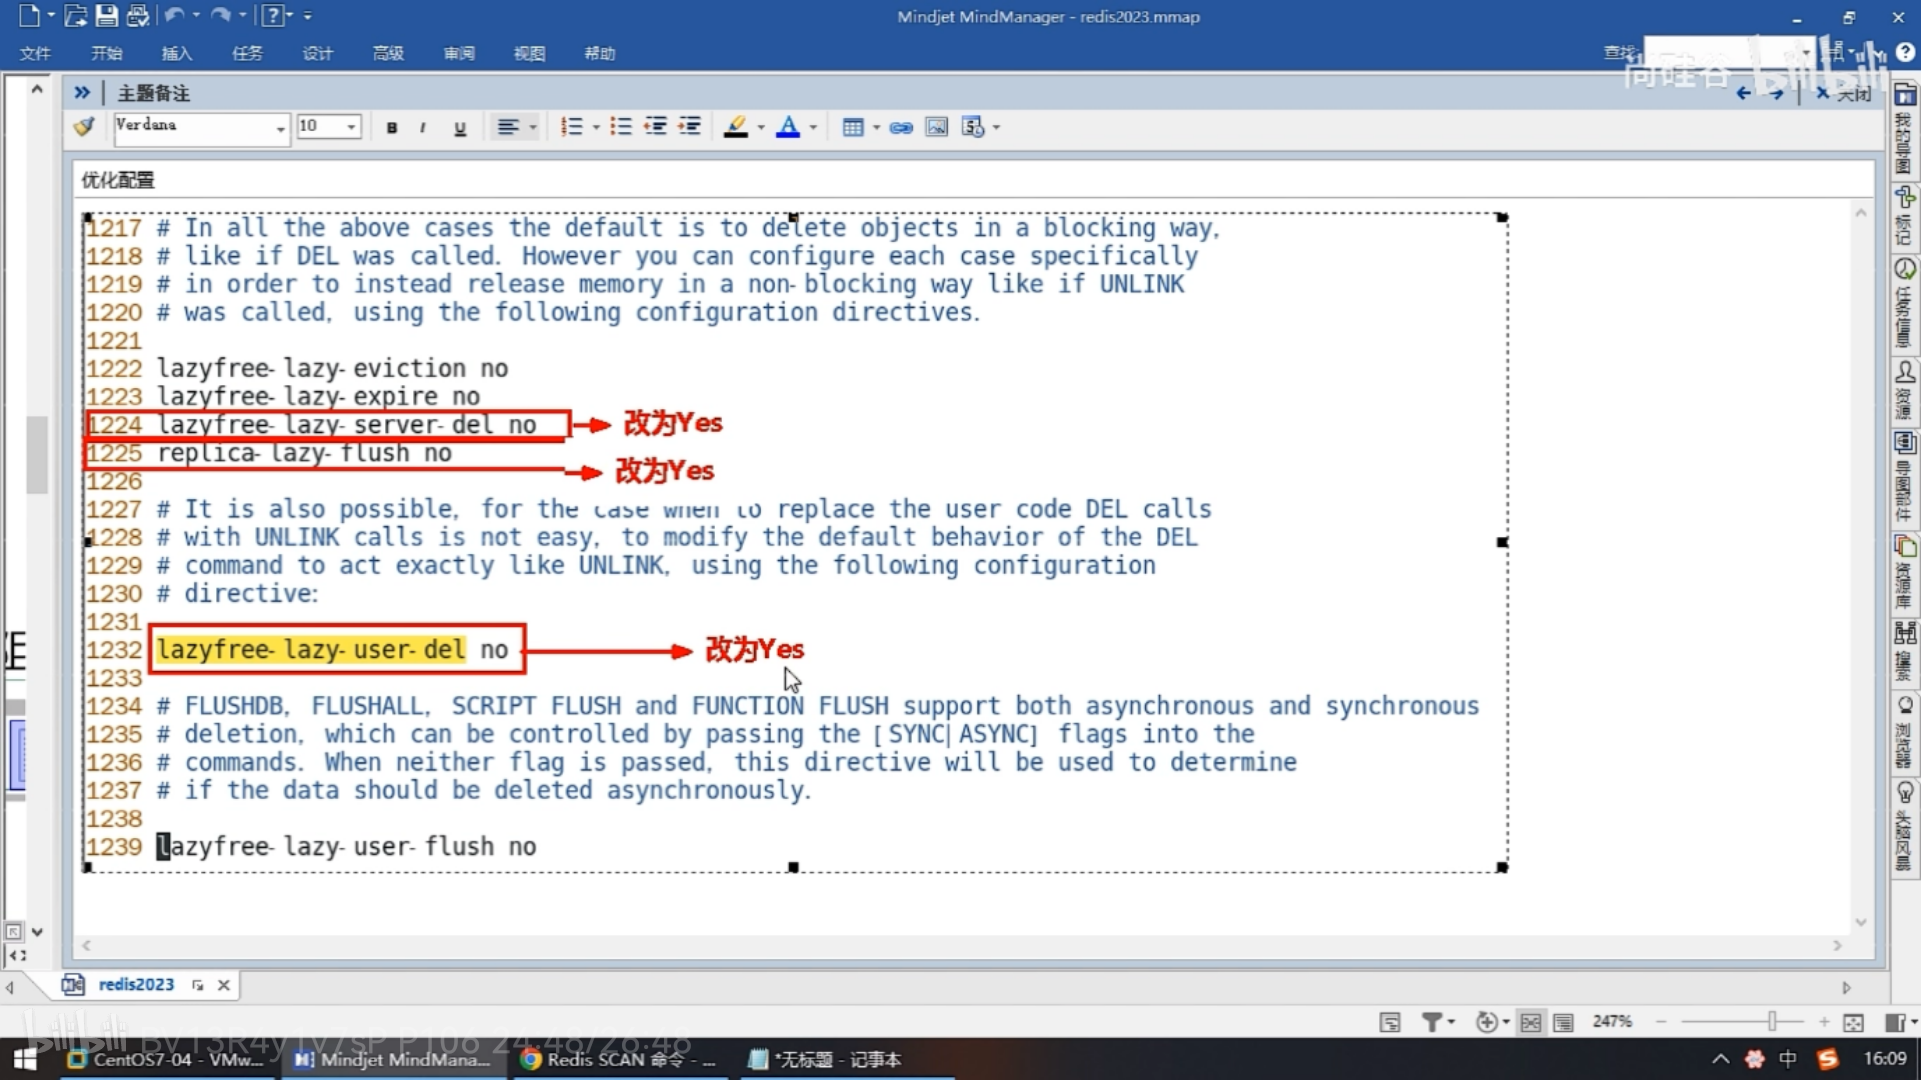 Mindjet MindManager - redis2023.mmap
文件 开始 插入 任务 设计 高级 审阅 视图 帮助
查找
尚硅谷 bilibili
主题备注
关闭
Verdana 10 B I U A
优化配置
1217 # In all the above cases the default is to delete objects in a blocking way,
1218 # like if DEL was called. However you can configure each case specifically
1219 # in order to instead release memory in a non-blocking way like if UNLINK
1220 # was called, using the following configuration directives.
1221
1222 lazyfree-lazy-eviction no
1223 lazyfree-lazy-expire no
1224 lazyfree-lazy-server-del no 改为Yes
1225 replica-lazy-flush no
改为Yes
1226
1227 # It is also possible, for the case when to replace the user code DEL calls
1228 # with UNLINK calls is not easy, to modify the default behavior of the DEL
1229 # command to act exactly like UNLINK, using the following configuration
1230 # directive:
1231
1232 lazyfree-lazy-user-del no 改为Yes
1233
1234 # FLUSHDB, FLUSHALL, SCRIPT FLUSH and FUNCTION FLUSH support both asynchronous and synchronous
1235 # deletion, which can be controlled by passing the [SYNC|ASYNC] flags into the
1236 # commands. When neither flag is passed, this directive will be used to determine
1237 # if the data should be deleted asynchronously.
1238
1239 lazyfree-lazy-user-flush no
我的导图
标记
任务信息
资源
导图部件
资源库
搜索
浏览器
头脑风暴
redis2023
247%
bilibili BV13R4y1v7sP P106 24:48/26:48
CentOS7-04 - VMw... Mindjet MindMana... Redis SCAN 命令 - ... *无标题 - 记事本
中 16:09